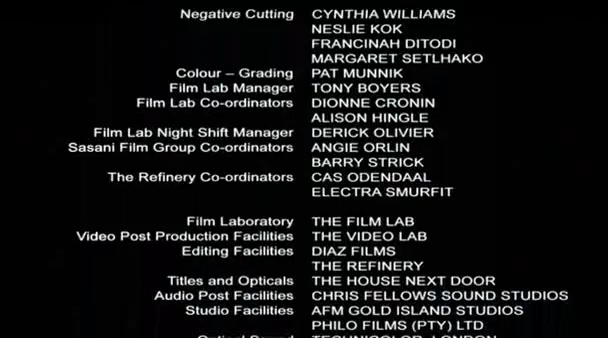 Negative Cutting CYNTHIA WILLIAMS
NESLIE KOK
FRANCINAH DITODI
MARGARET SETLHAKO
Colour – Grading PAT MUNNIK
Film Lab Manager TONY BOYERS
Film Lab Co-ordinators DIONNE CRONIN
ALISON HINGLE
Film Lab Night Shift Manager DERICK OLIVIER
Sasani Film Group Co-ordinators ANGIE ORLIN
BARRY STRICK
The Refinery Co-ordinators CAS ODENDAAL
ELECTRA SMURFIT
Film Laboratory THE FILM LAB
Video Post Production Facilities THE VIDEO LAB
Editing Facilities DIAZ FILMS
THE REFINERY
Titles and Opticals THE HOUSE NEXT DOOR
Audio Post Facilities CHRIS FELLOWS SOUND STUDIOS
Studio Facilities AFM GOLD ISLAND STUDIOS
PHILO FILMS (PTY) LTD
Optical Sound TECHNICOLOR, LONDON